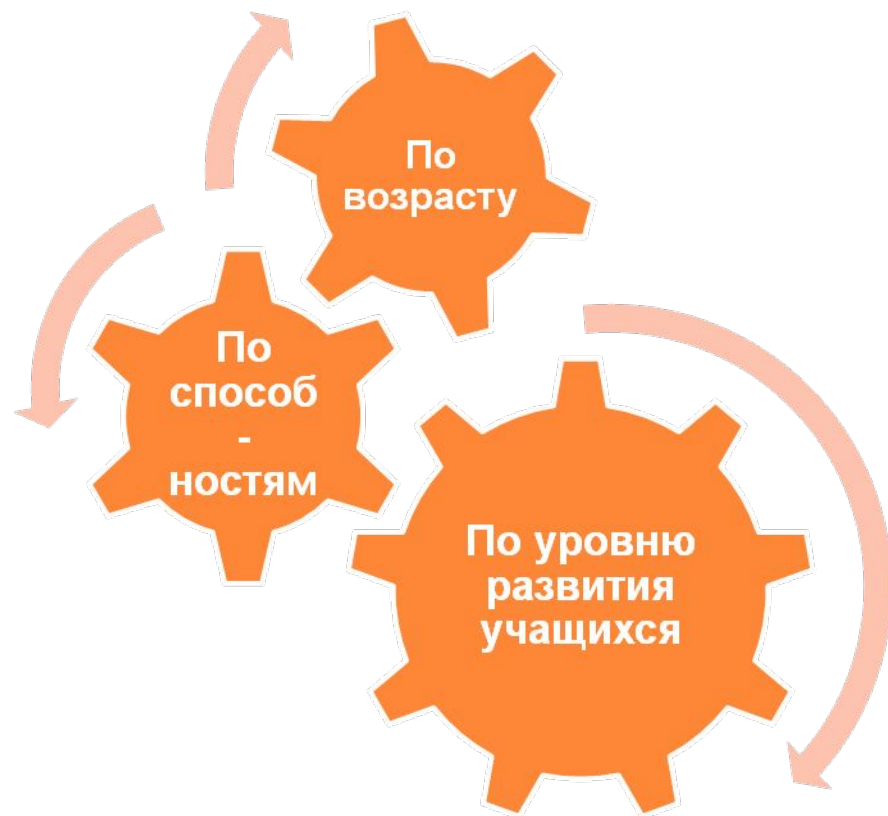 По
возрасту
По
способ
-
ностям
По уровню
развития
учащихся